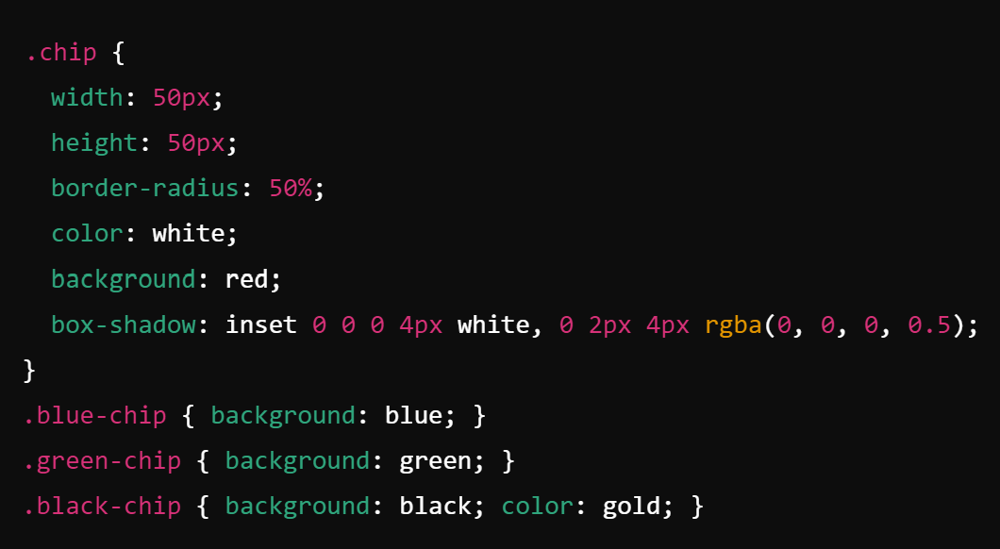 .chip {
  width: 50px;
  height: 50px;
  border-radius: 50%;
  color: white;
  background: red;
  box-shadow: inset 0 0 0 4px white, 0 2px 4px rgba(0, 0, 0, 0.5);
}
.blue-chip { background: blue; }
.green-chip { background: green; }
.black-chip { background: black; color: gold; }